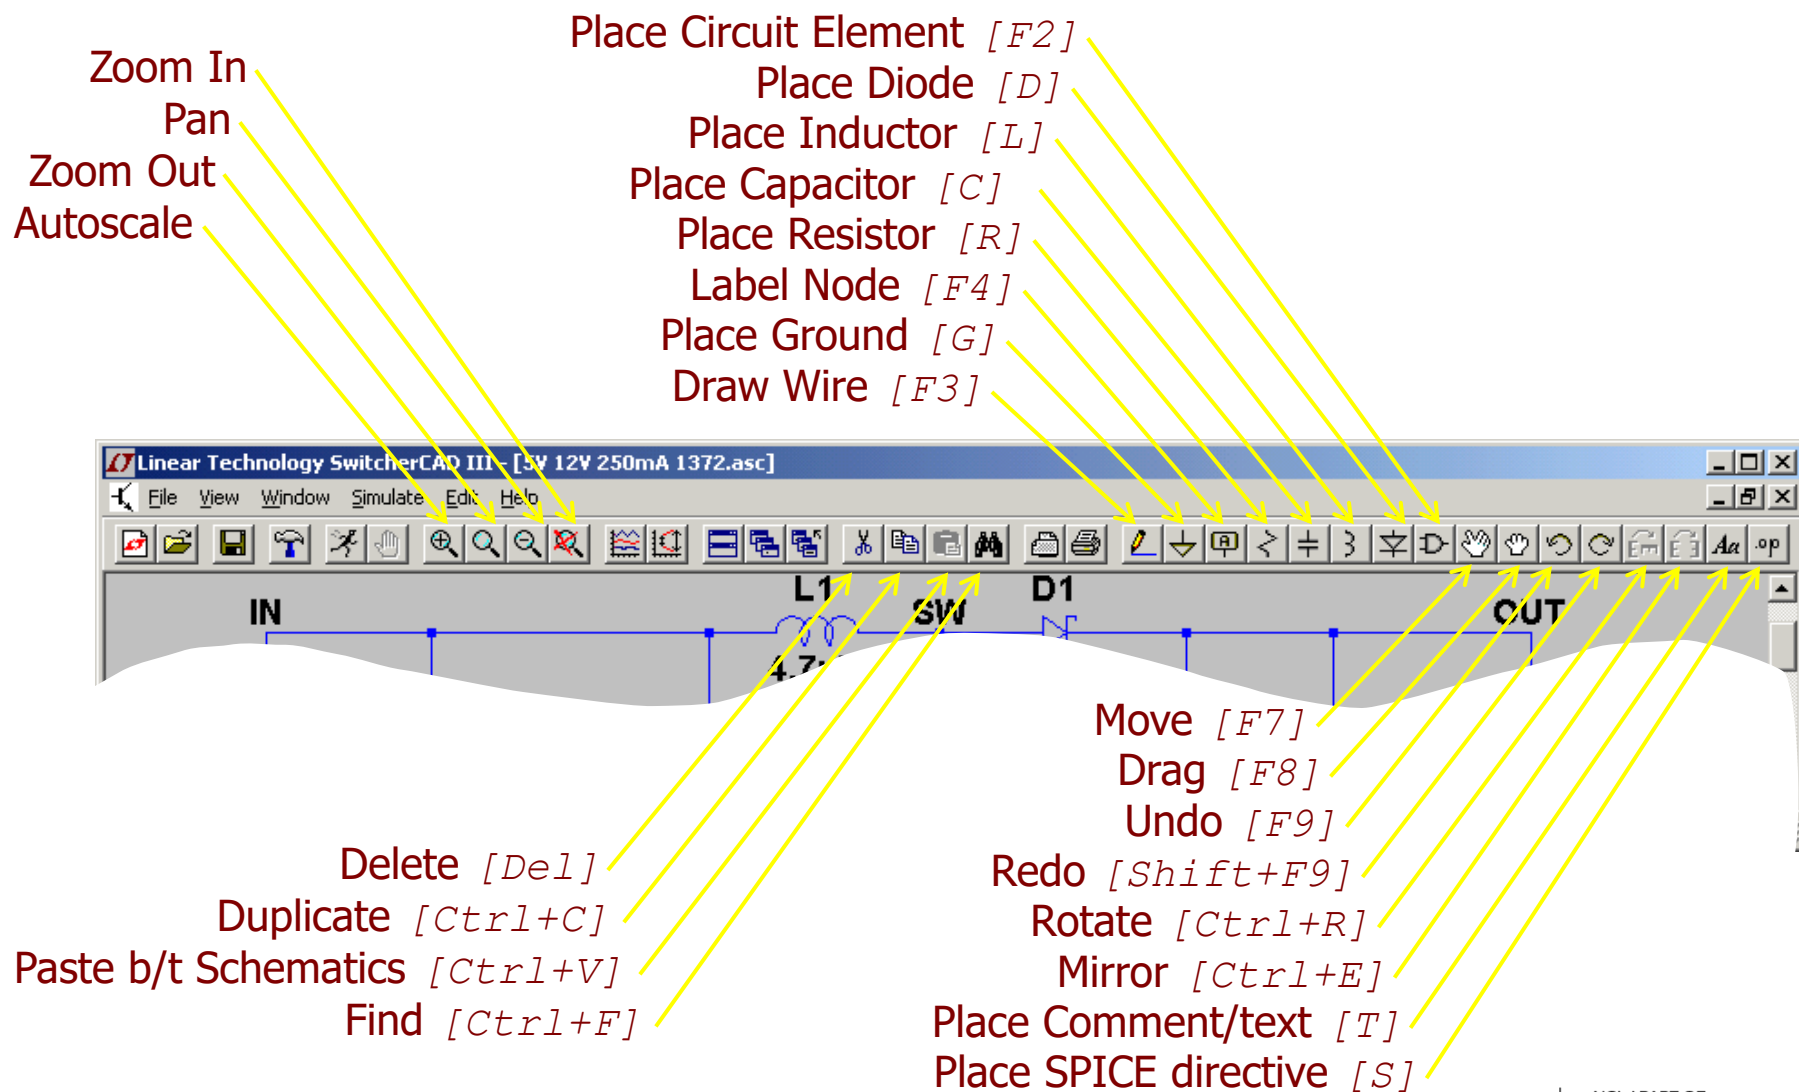 Place Circuit Element [F2]
Zoom In
Place Diode [D]
Pan
Place Inductor [L]
Zoom Out
Place Capacitor [C]
Autoscale
Place Resistor [R]
Label Node [F4]
Place Ground [G]
Draw Wire [F3]
Linear Technology SwitcherCAD III - [5V 12V 250mA 1372.asc]
File View Window Simulate Edit Help
A
Aa .op
L1 D1
IN SW OUT
Move [F7]
Drag [F8]
Undo [F9]
Delete [Del]
Redo [Shift+F9]
Duplicate [Ctrl+C]
Rotate [Ctrl+R]
Paste b/t Schematics [Ctrl+V]
Mirror [Ctrl+E]
Find [Ctrl+F]
Place Comment/text [T]
Place SPICE directive [S]